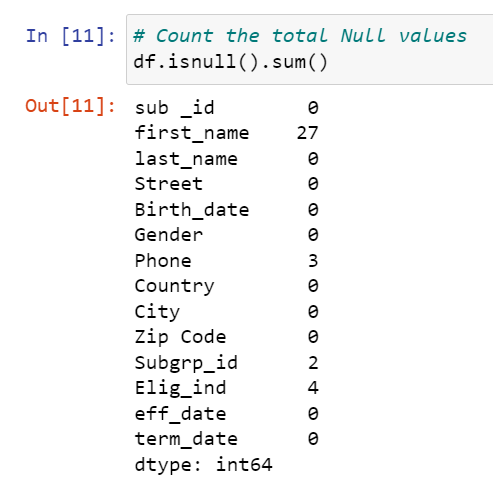 In [11]: # Count the total Null values
df.isnull().sum()
Out[11]: sub _id 0
first_name 27
last_name 0
Street 0
Birth_date 0
Gender 0
Phone 3
Country 0
City 0
Zip Code 0
Subgrp_id 2
Elig_ind 4
eff_date 0
term_date 0
dtype: int64